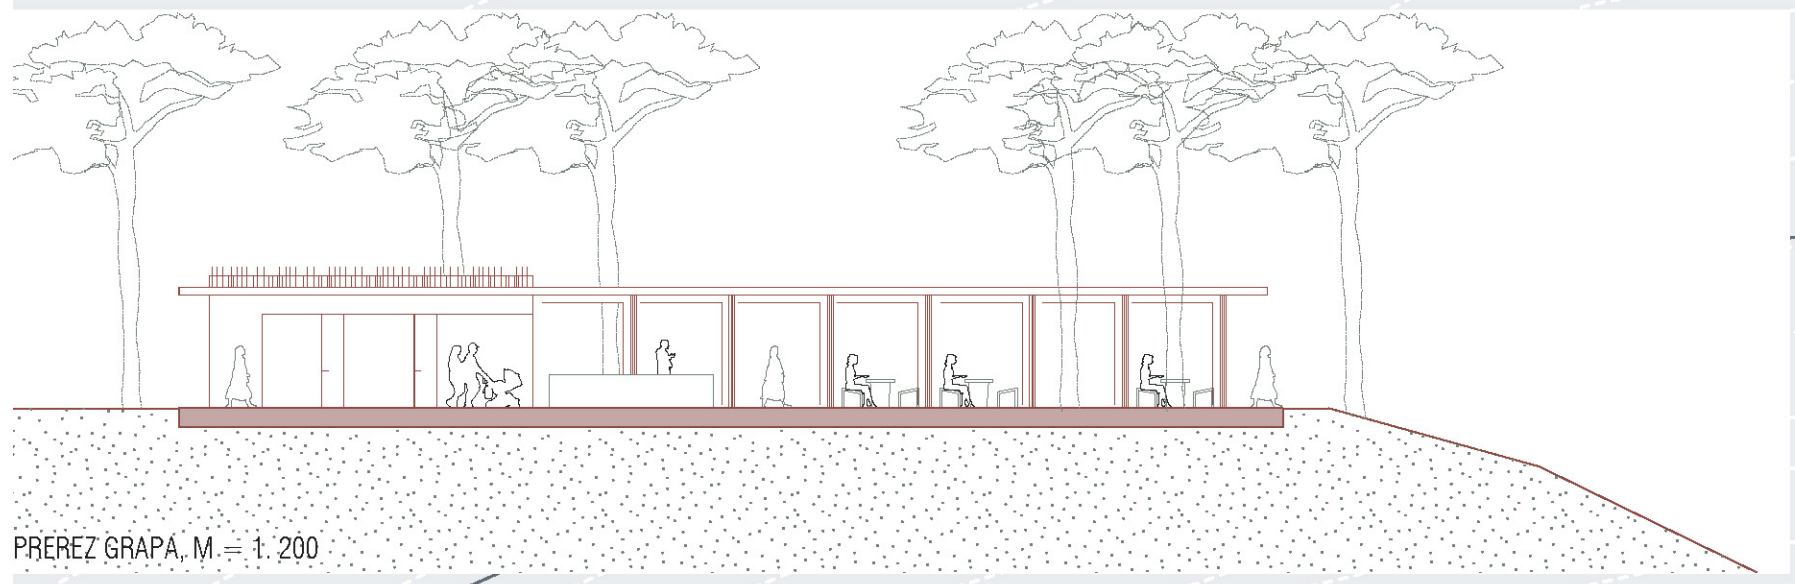 PREREZ GRAPA, M = 1: 200